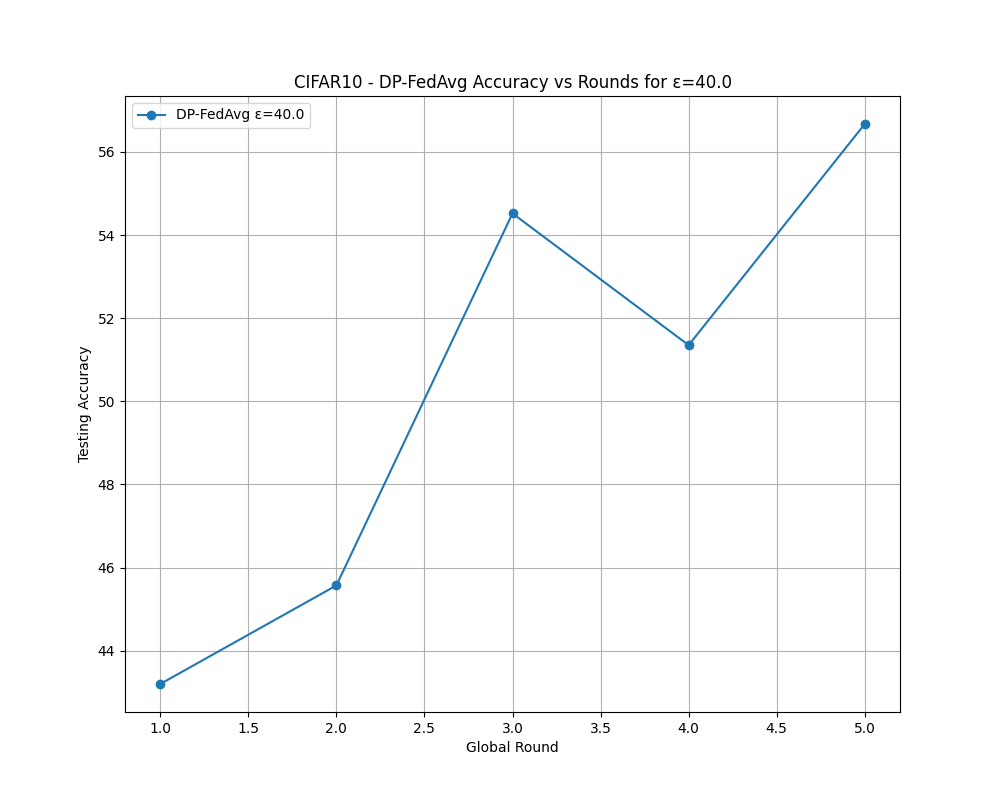 CIFAR10 - DP-FedAvg Accuracy vs Rounds for ε=40.0
DP-FedAvg ε=40.0
Testing Accuracy
56
54
52
50
48
46
44
1.0 1.5 2.0 2.5 3.0 3.5 4.0 4.5 5.0
Global Round